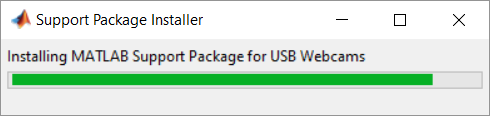 Support Package Installer
Installing MATLAB Support Package for USB Webcams